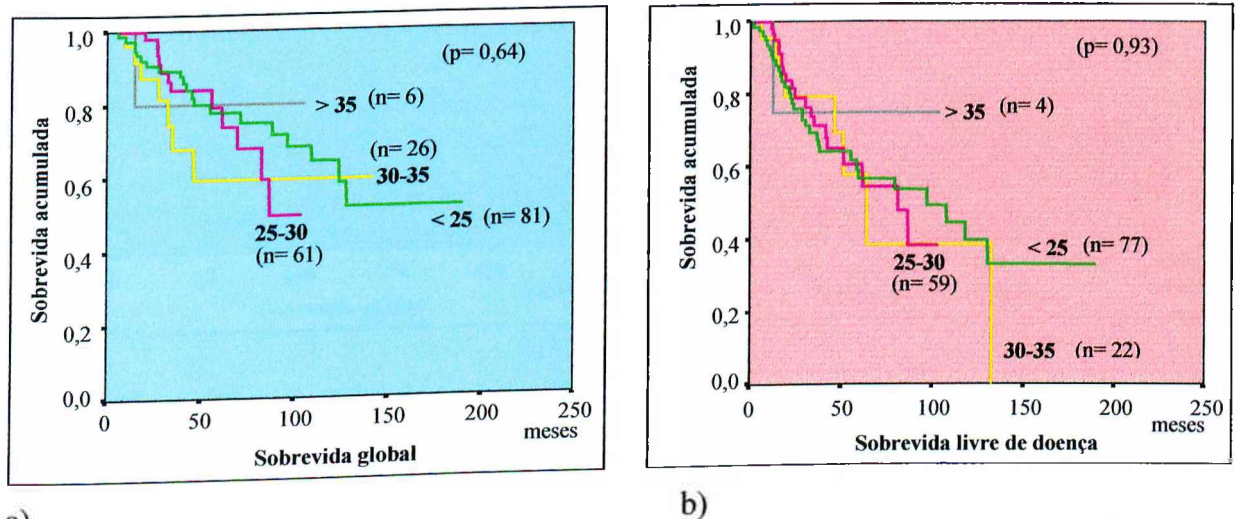 1,0
0,8
0,6
0,4
0,2
0,0
Sobrevida acumulada
(p= 0,64)
> 35 (n= 6)
(n= 26)
30-35
< 25 (n= 81)
25-30
(n= 61)
0 50 100 150 200 250
meses
Sobrevida global
a)
1,0
0,8
0,6
0,4
0,2
0,0
Sobrevida acumulada
(p= 0,93)
> 35 (n= 4)
< 25 (n= 77)
25-30
(n= 59)
30-35 (n= 22)
0 50 100 150 200 250
meses
Sobrevida livre de doença
b)